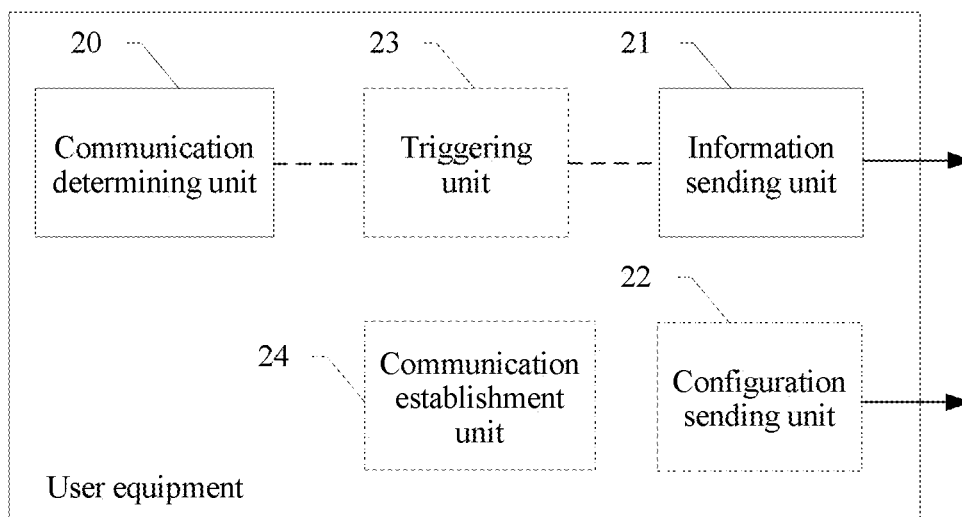 20
23
21
Communication
determining unit
Triggering
unit
Information
sending unit
22
24
Communication
establishment
unit
Configuration
sending unit
User equipment